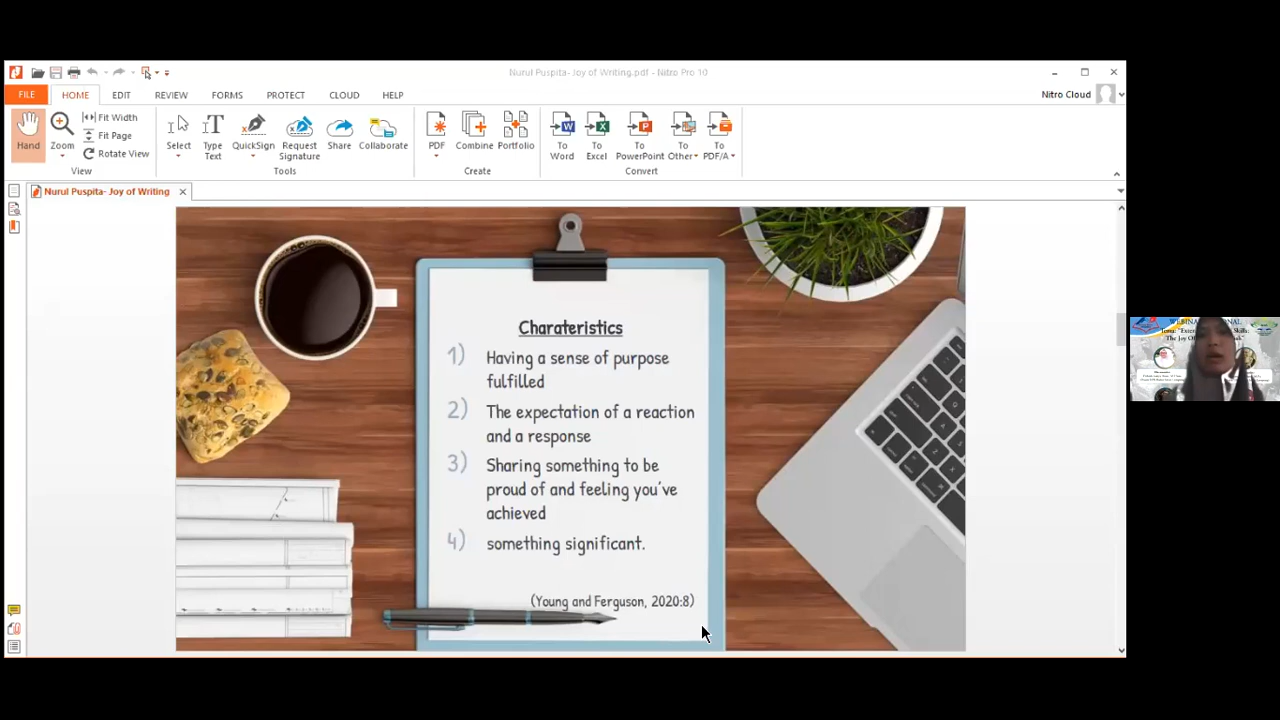 Nurul Puspita- Joy of Writing.pdf - Nitro Pro 10
FILE HOME EDIT REVIEW FORMS PROTECT CLOUD HELP
Nitro Cloud
Hand
Zoom
Fit Width
Fit Page
Rotate View
View
Select
Type Text
QuickSign
Request Signature
Share
Collaborate
Tools
PDF
Combine
Portfolio
Create
To Word
To Excel
To PowerPoint
To Other
To PDF/A
Convert
Nurul Puspita- Joy of Writing
Charateristics
1) Having a sense of purpose
fulfilled
2) The expectation of a reaction
and a response
3) Sharing something to be
proud of and feeling you've
achieved
4) something significant.
(Young and Ferguson, 2020:8)
The Joy